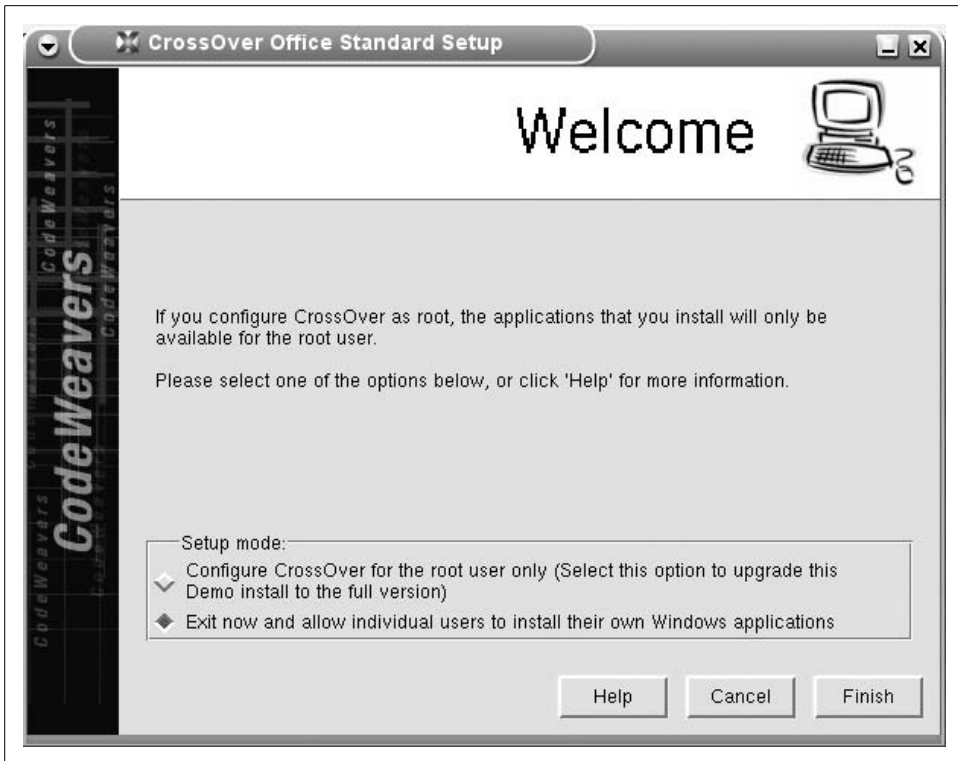 CrossOver Office Standard Setup
Welcome
CodeWeavers
CodeWeavers
CodeWeavers
CodeWeavers
If you configure CrossOver as root, the applications that you install will only be
available for the root user.
Please select one of the options below, or click 'Help' for more information.
Setup mode:
Configure CrossOver for the root user only (Select this option to upgrade this
Demo install to the full version)
Exit now and allow individual users to install their own Windows applications
Help
Cancel
Finish